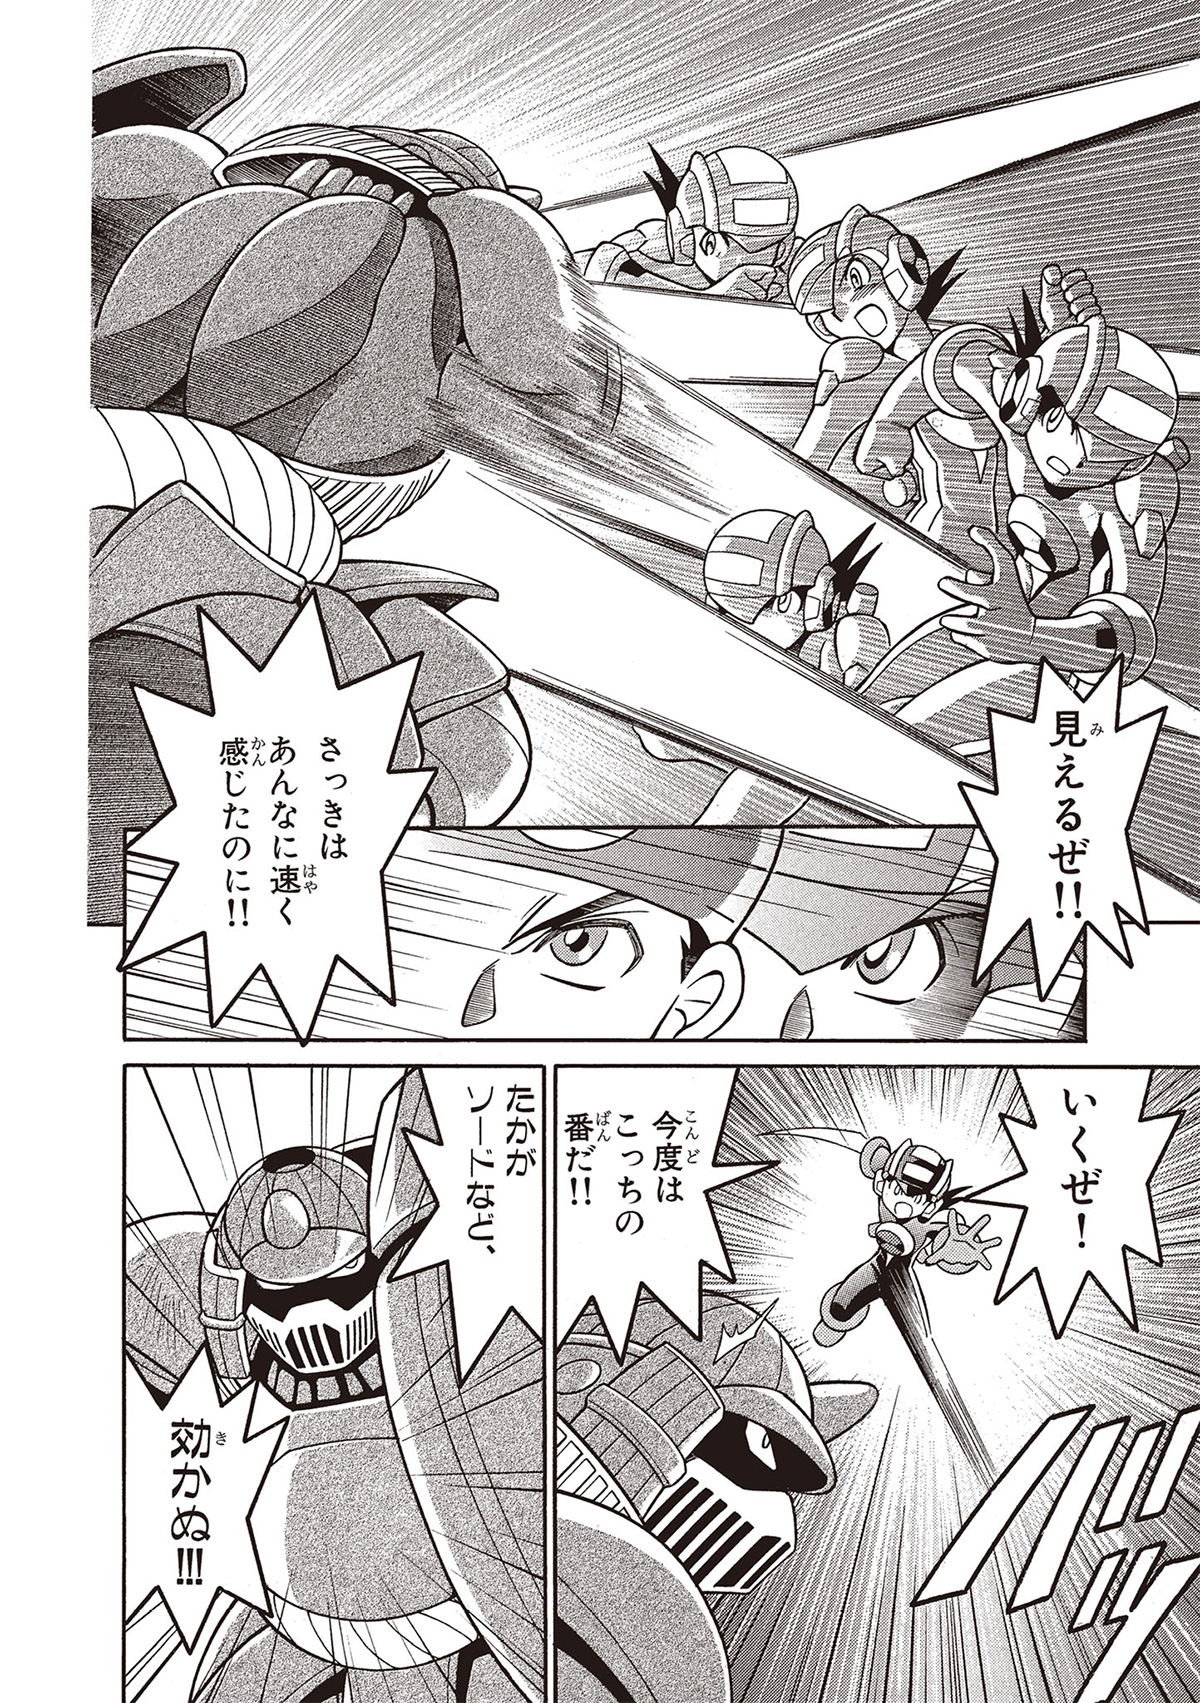 見えるぜ!!
さっきは
あんなに速く
感じたのに!!
いくぜ！
今度は
こっちの
番だ!!
バッ
たかが
ソードなど、
効かぬ!!!